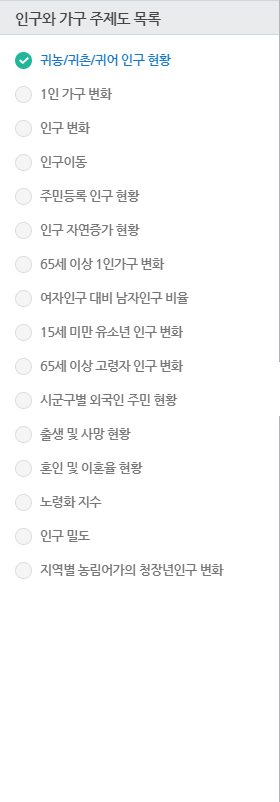 인구와 가구 주제도 목록
귀농/귀촌/귀어 인구 현황
1인 가구 변화
인구 변화
인구이동
주민등록 인구 현황
인구 자연증가 현황
65세 이상 1인가구 변화
여자인구 대비 남자인구 비율
15세 미만 유소년 인구 변화
65세 이상 고령자 인구 변화
시군구별 외국인 주민 현황
출생 및 사망 현황
혼인 및 이혼율 현황
노령화 지수
인구 밀도
지역별 농림어가의 청장년인구 변화